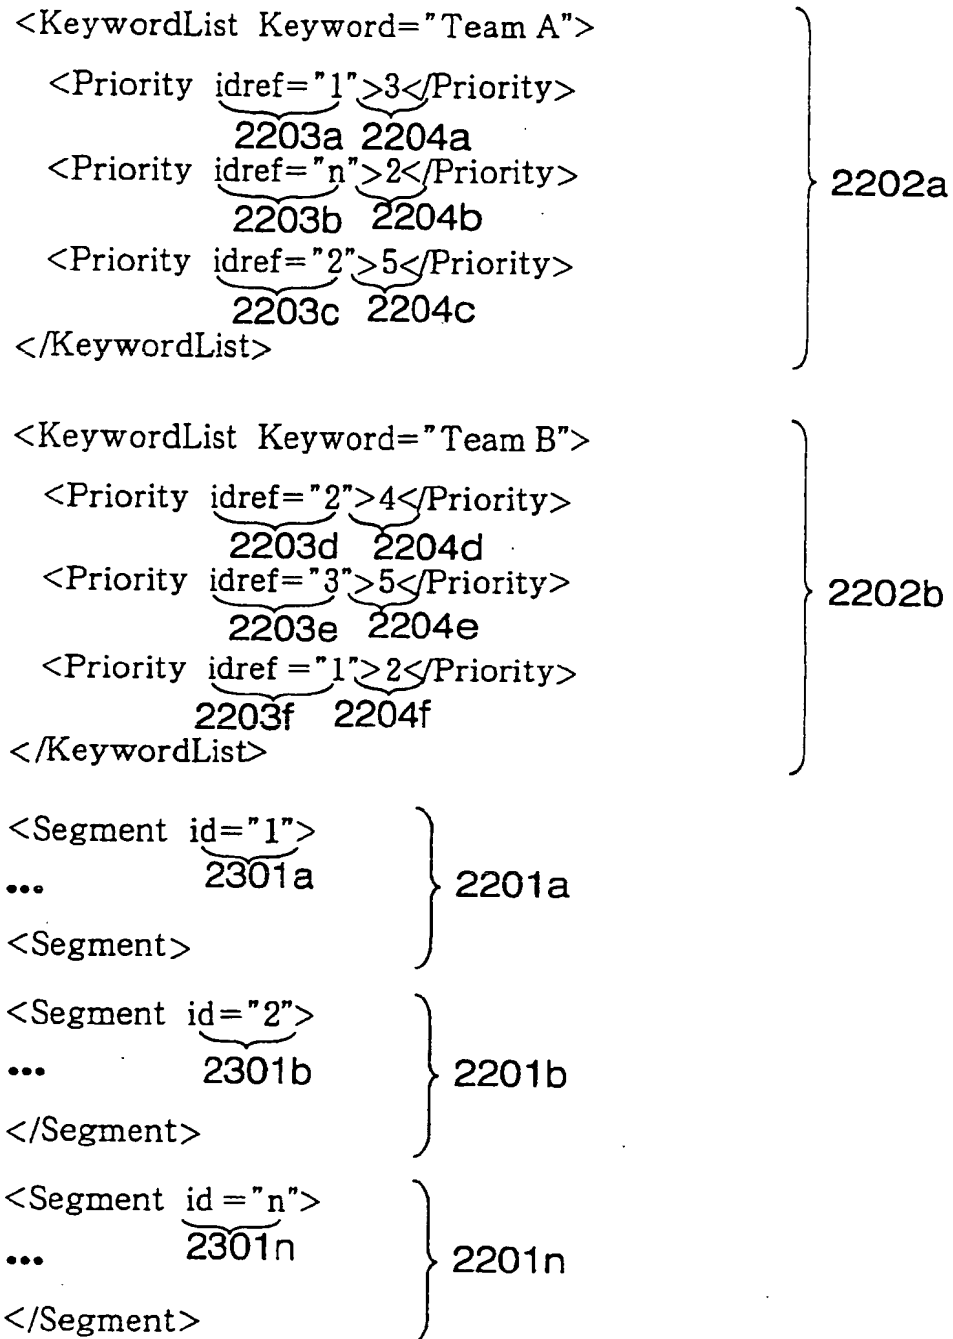 <KeywordList Keyword="Team A">
<Priority idref="1">3</Priority>
2203a 2204a
<Priority idref="n">2</Priority>
2202a
2203b 2204b
<Priority idref="2">5</Priority>
2203c 2204c
</KeywordList>
<KeywordList Keyword="Team B">
<Priority idref="2">4</Priority>
2203d 2204d
<Priority idref="3">5</Priority>
2202b
2203e 2204e
<Priority idref ="1">2</Priority>
2203f 2204f
</KeywordList>
<Segment id="1">
2301a
••• 2201a
<Segment>
<Segment id="2">
••• 2301b 2201b
</Segment>
<Segment id ="n">
2301n
••• 2201n
</Segment>